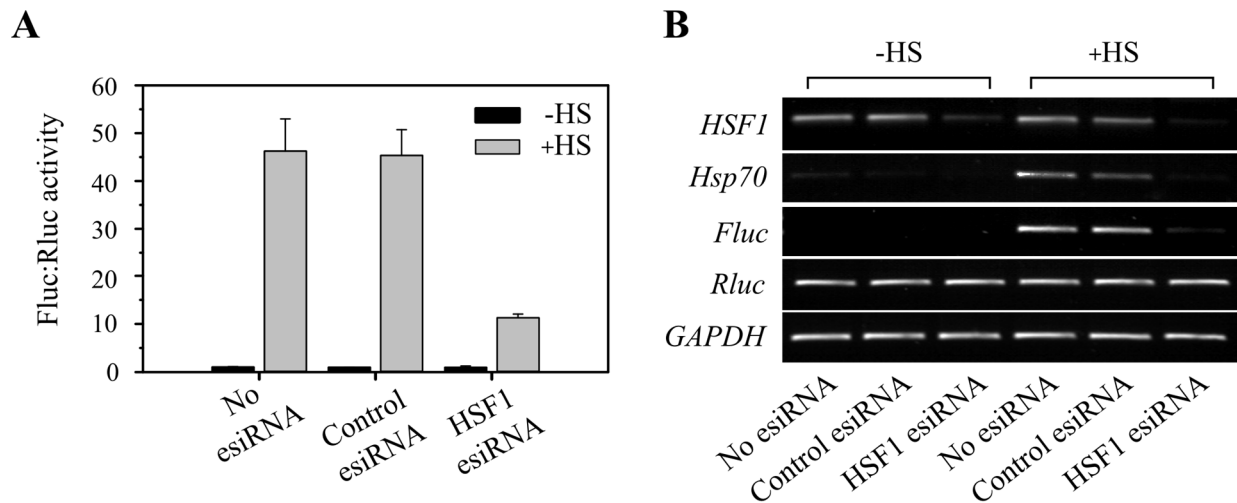 A
Fluc:Rluc activity
60
50
40
30
20
10
0
-HS
+HS
No
esiRNA
Control
esiRNA
HSF1
esiRNA
B
-HS
+HS
HSF1
Hsp70
Fluc
Rluc
GAPDH
No esiRNA
Control esiRNA
HSF1 esiRNA
No esiRNA
Control esiRNA
HSF1 esiRNA